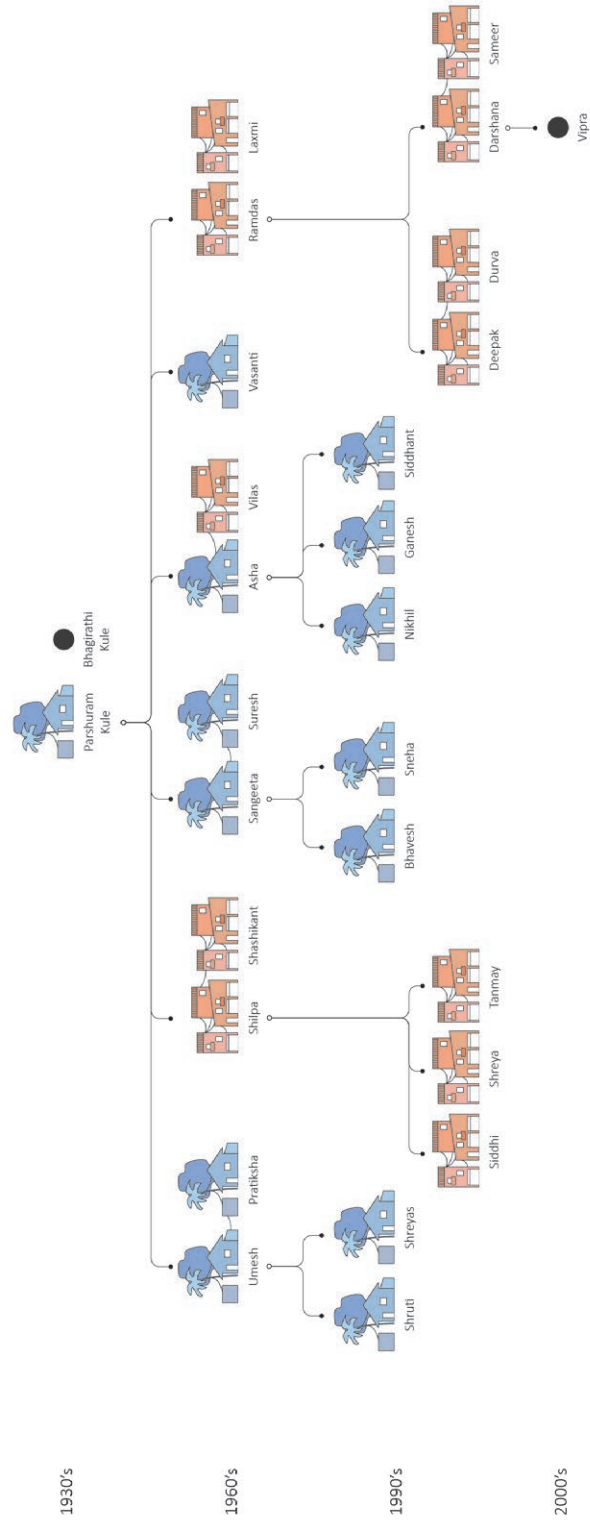 1930's
Parshuram
Kule
Bhagirathi
Kule
1960's
Umesh
Pratiksha
Shilpa
Shashikant
Sangeeta
Suresh
Asha
Vilas
Vasanti
Ramdas
Laxmi
1990's
Shruti
Shreyas
Bhavesh
Sneha
Nikhil
Ganesh
Siddhant
Siddhi
Shreya
Tanmay
Deepak
Durva
Darshana
Sameer
2000's
Vipra